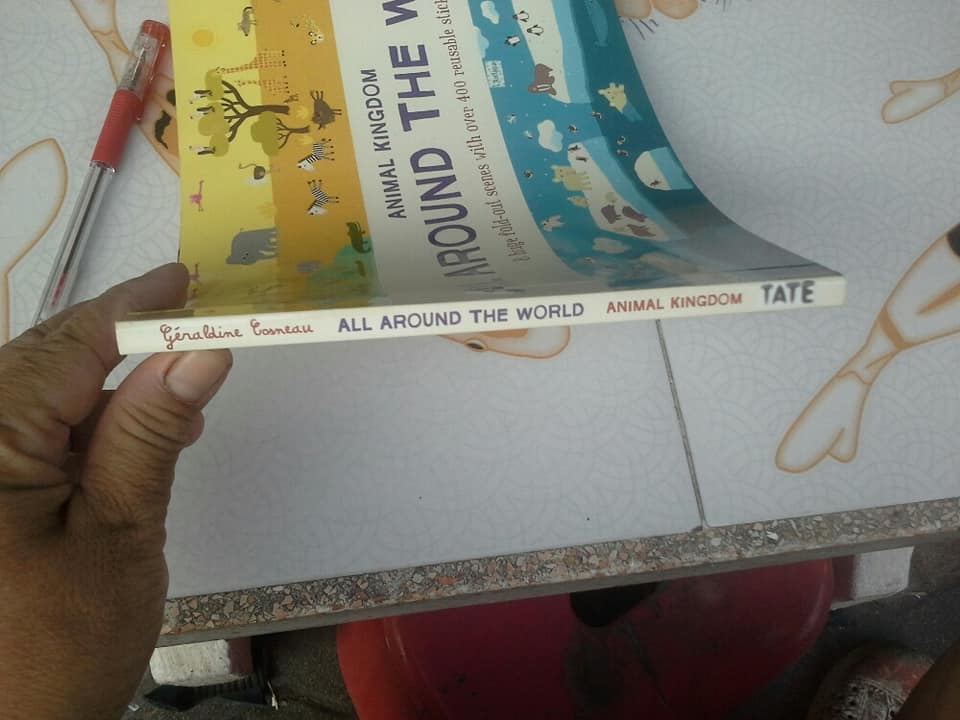 ANIMAL KINGDOM
AROUND THE W
huge fold-out scenes with over 400 reusable stick
Géraldine Cosneau ALL AROUND THE WORLD ANIMAL KINGDOM TATE